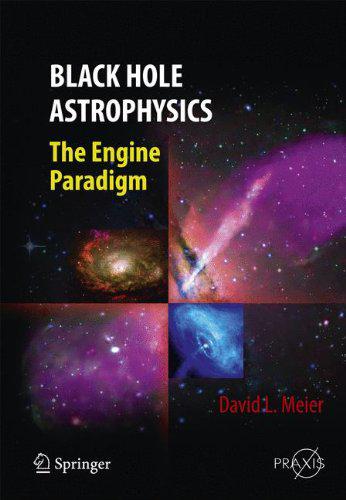 BLACK HOLE
ASTROPHYSICS
The Engine
Paradigm
David L. Meier
Springer
PRAXIS